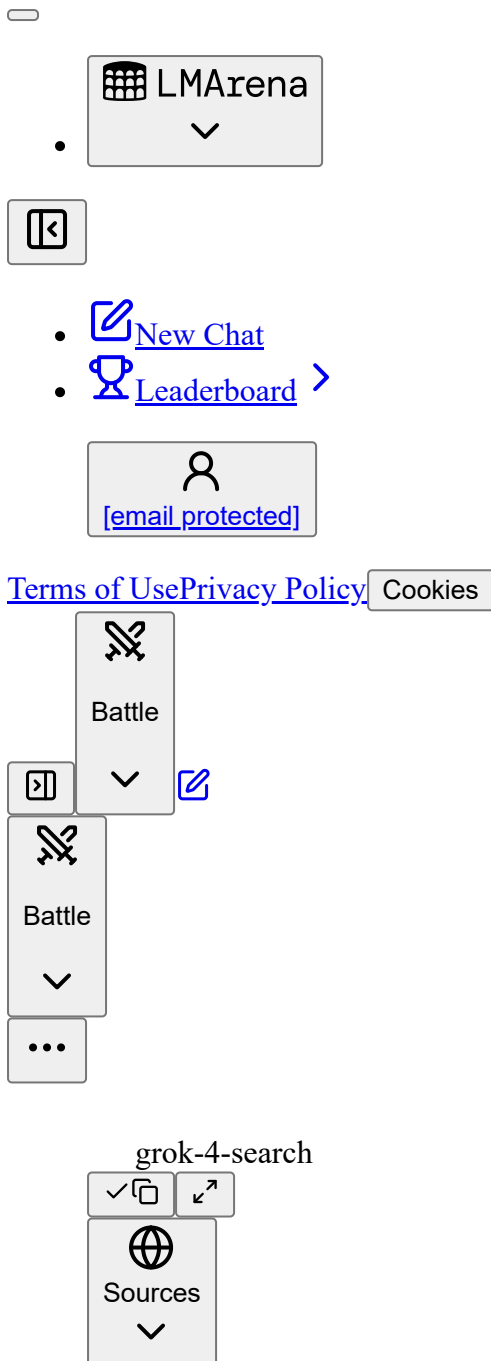 LMArena
New Chat
Leaderboard
[email protected]
Terms of UsePrivacy Policy Cookies
Battle
Battle
grok-4-search
Sources